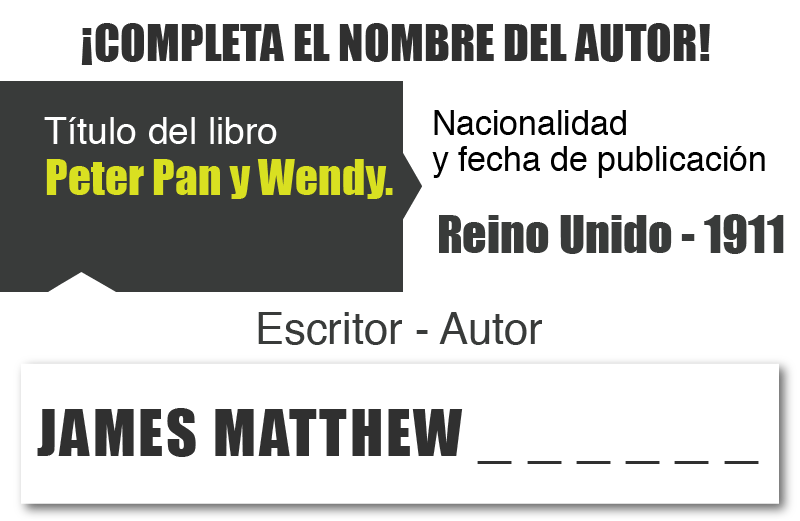 ¡COMPLETA EL NOMBRE DEL AUTOR!
Título del libro
Peter Pan y Wendy.
Nacionalidad
y fecha de publicación
Reino Unido - 1911
Escritor - Autor
JAMES MATTHEW _ _ _ _ _ _